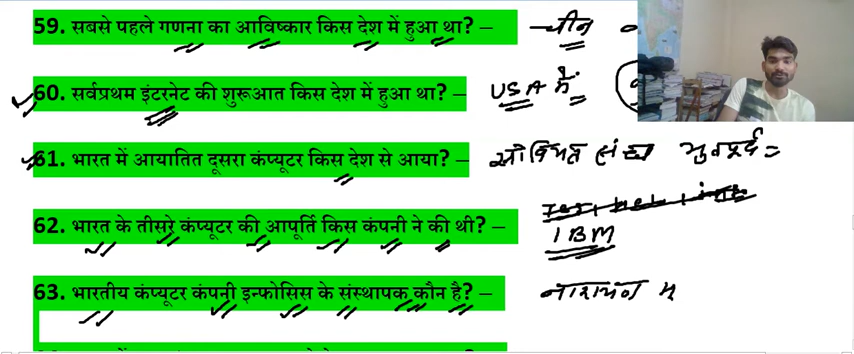 59. सबसे पहले गणना का आविष्कार किस देश में हुआ था? – चीन
60. सर्वप्रथम इंटरनेट की शुरूआत किस देश में हुआ था? – USA में
61. भारत में आयातित दूसरा कंप्यूटर किस देश से आया? – सोवियत संघ
62. भारत के तीसरे कंप्यूटर की आपूर्ति किस कंपनी ने की थी? –
IBM
63. भारतीय कंप्यूटर कंपनी इन्फोसिस के संस्थापक कौन है? – नारायण म